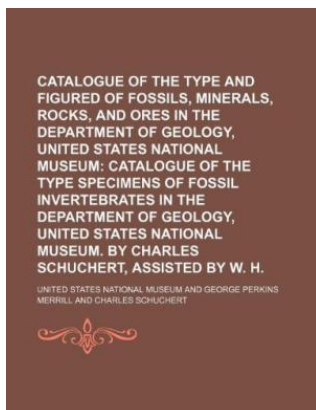 CATALOGUE OF THE TYPE AND
FIGURED OF FOSSILS, MINERALS,
ROCKS, AND ORES IN THE
DEPARTMENT OF GEOLOGY,
UNITED STATES NATIONAL
MUSEUM: CATALOGUE OF THE
TYPE SPECIMENS OF FOSSIL
INVERTEBRATES IN THE
DEPARTMENT OF GEOLOGY,
UNITED STATES NATIONAL
MUSEUM. BY CHARLES
SCHUCHERT, ASSISTED BY W. H.
UNITED STATES NATIONAL MUSEUM AND GEORGE PERKINS
MERRILL AND CHARLES SCHUCHERT